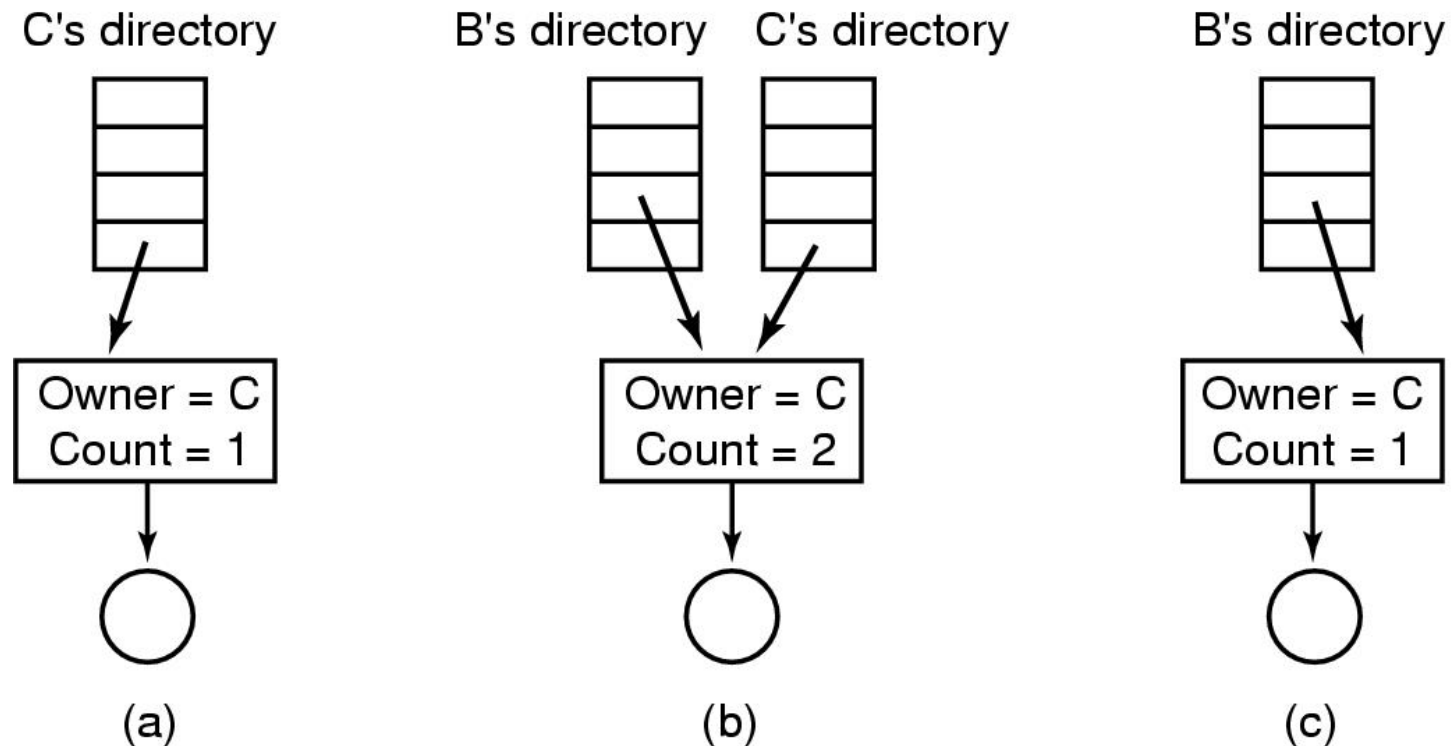 C's directory
B's directory
C's directory
B's directory
Owner = C
Count = 1
Owner = C
Count = 2
Owner = C
Count = 1
(a)
(b)
(c)